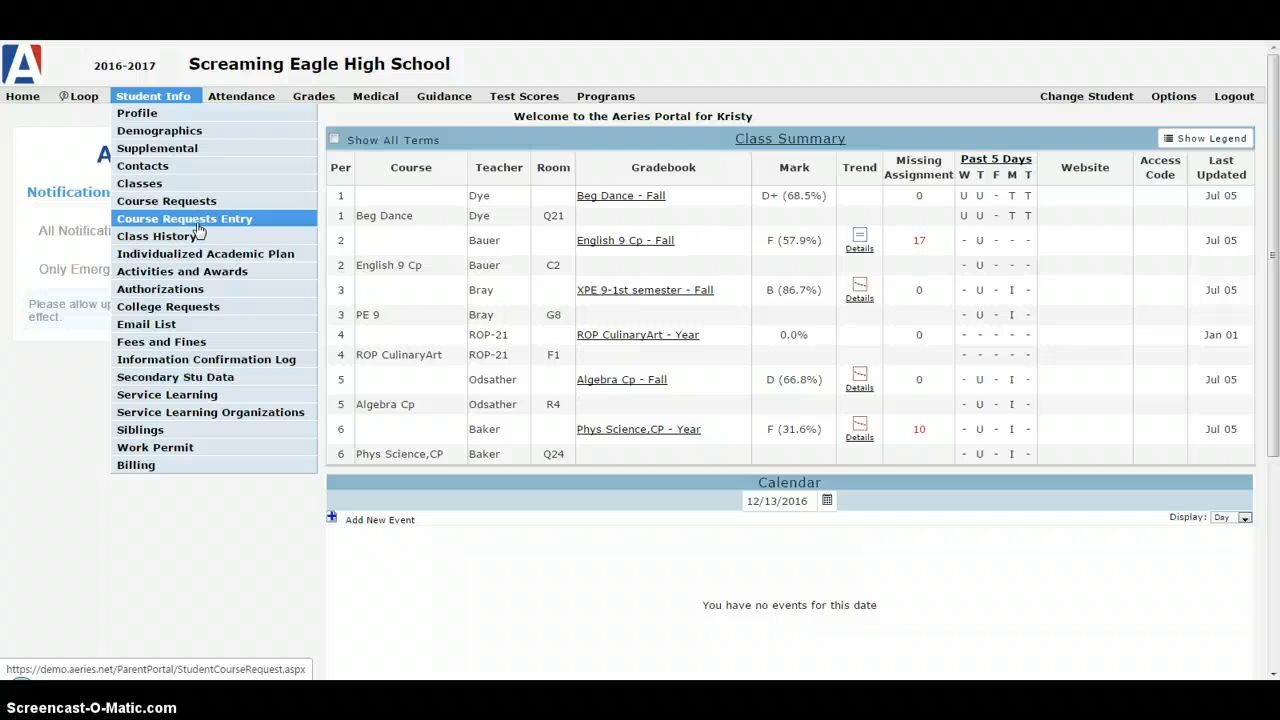 2016-2017 Screaming Eagle High School
Home Loop Student Info Attendance Grades Medical Guidance Test Scores Programs Change Student Options Logout
Profile
Demographics
Supplemental
Contacts
Classes
Course Requests
Course Requests Entry
Class History
Individualized Academic Plan
Activities and Awards
Authorizations
College Requests
Email List
Fees and Fines
Information Confirmation Log
Secondary Stu Data
Service Learning
Service Learning Organizations
Siblings
Work Permit
Billing
A
Notification
All Notificati
Only Emerg
Please allow up
effect.
Welcome to the Aeries Portal for Kristy
Show All Terms Class Summary Show Legend
Per Course Teacher Room Gradebook Mark Trend Missing Assignment Past 5 Days W T F M T Website Access Code Last Updated
1 Dye Beg Dance - Fall D+ (68.5%) 0 U U - T T Jul 05
1 Beg Dance Dye Q21 U U - T T
2 Bauer English 9 Cp - Fall F (57.9%) Details 17 - U - - - Jul 05
2 English 9 Cp Bauer C2 - U - - -
3 Bray XPE 9-1st semester - Fall B (86.7%) Details 0 - U - I - Jul 05
3 PE 9 Bray G8 - U - I -
4 ROP-21 ROP CulinaryArt - Year 0.0% 0 - - - - - Jan 01
4 ROP CulinaryArt ROP-21 F1 - - - - -
5 Odsather Algebra Cp - Fall D (66.8%) Details 0 - U - I - Jul 05
5 Algebra Cp Odsather R4 - U - I -
6 Baker Phys Science,CP - Year F (31.6%) Details 10 - U - I - Jul 05
6 Phys Science,CP Baker Q24 - U - I -
Calendar
12/13/2016
Add New Event Display: Day
You have no events for this date
https://demo.aeries.net/ParentPortal/StudentCourseRequest.aspx
Screencast-O-Matic.com